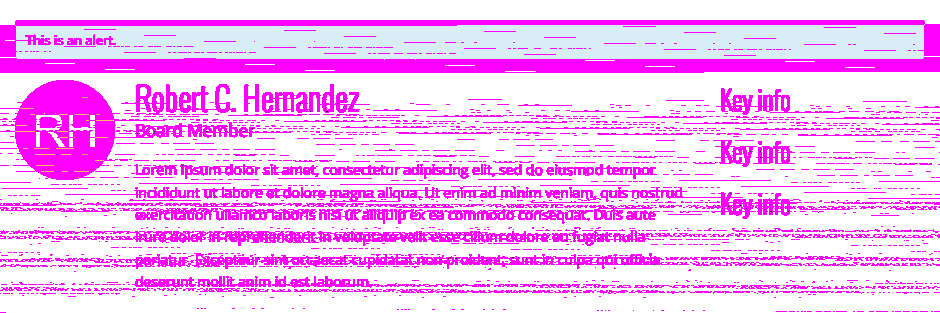 This is an alert.
RH
Robert C. Hernandez
Board Member
Lorem ipsum dolor sit amet, consectetur adipiscing elit, sed do eiusmod tempor
incididunt ut labore et dolore magna aliqua. Ut enim ad minim veniam, quis nostrud
exercitation ullamco laboris nisi ut aliquip ex ea commodo consequat. Duis aute
irure dolor in reprehenderit in voluptate velit esse cillum dolore eu fugiat nulla
pariatur. Excepteur sint occaecat cupidatat non proident, sunt in culpa qui officia
deserunt mollit anim id est laborum.
Key info
Key info
Key info